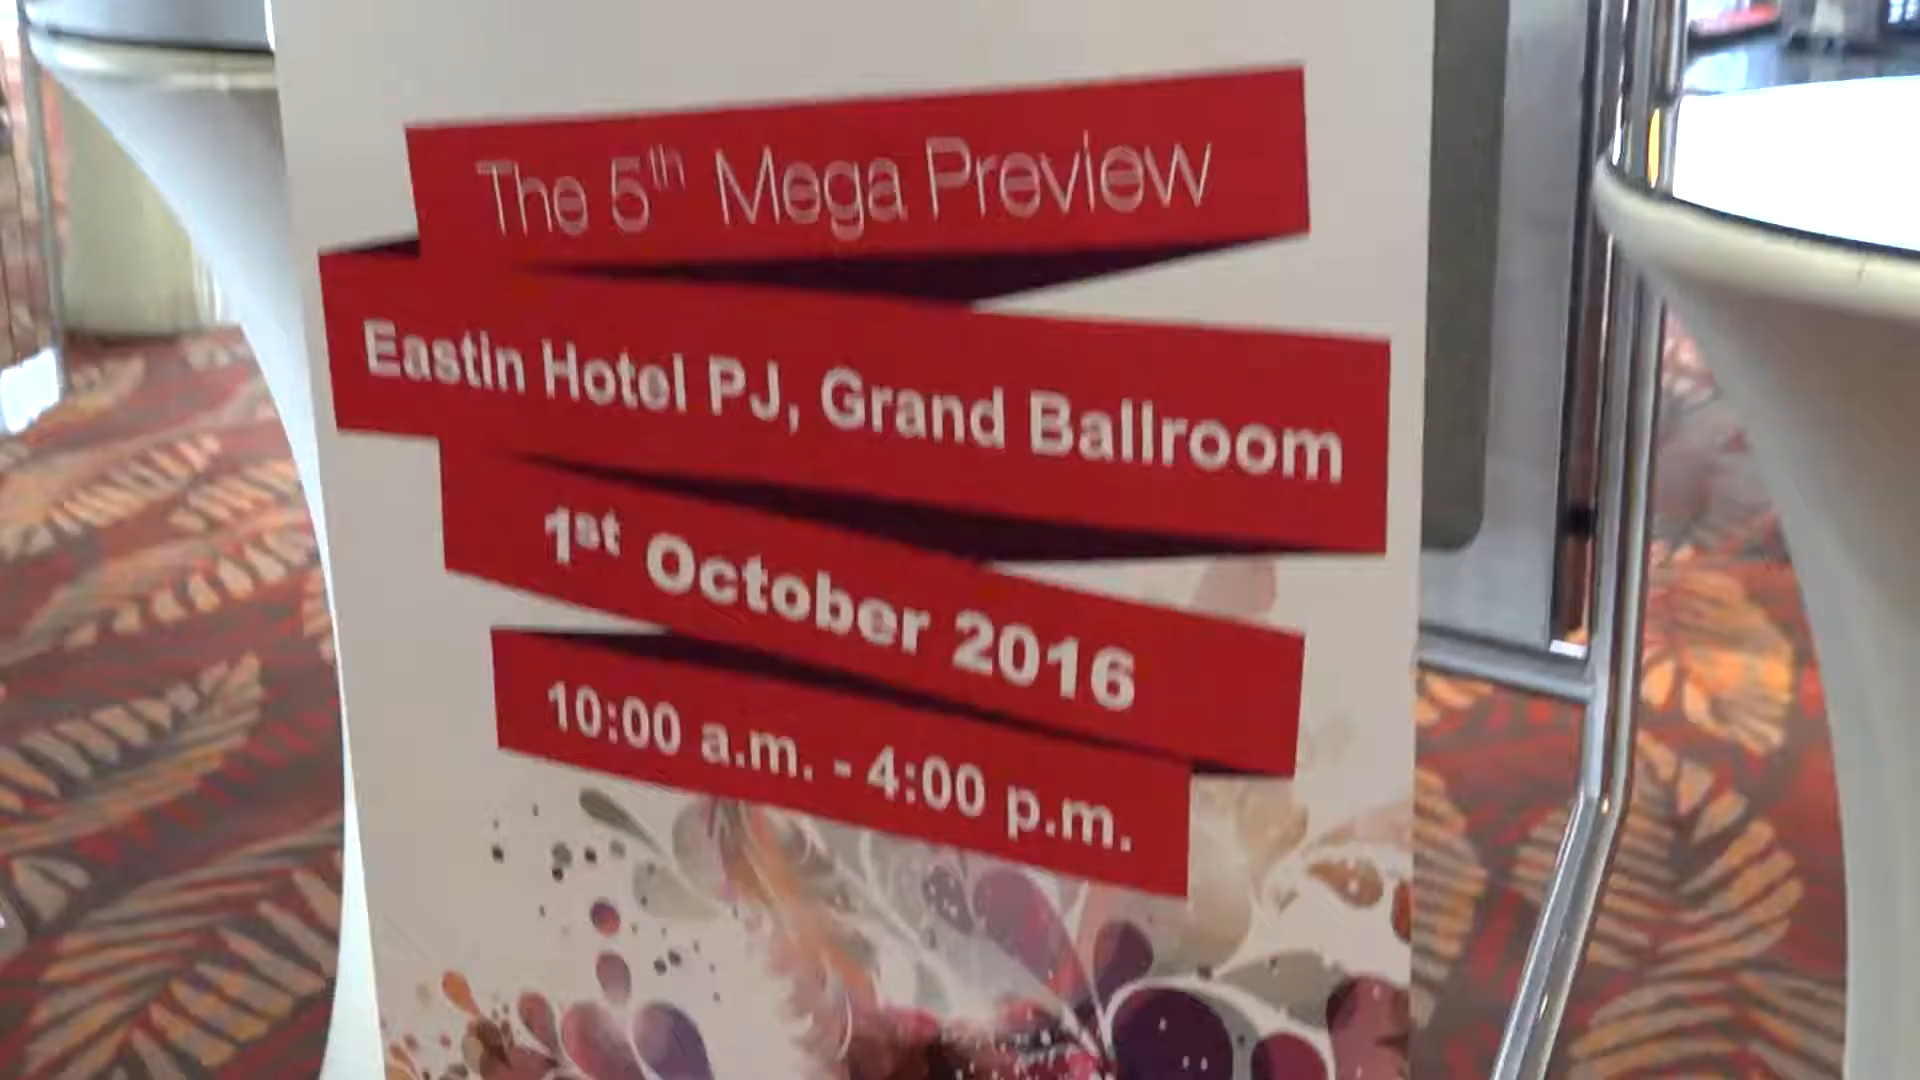 The 5th Mega Preview
Eastin Hotel PJ, Grand Ballroom
1st October 2016
10:00 a.m. - 4:00 p.m.